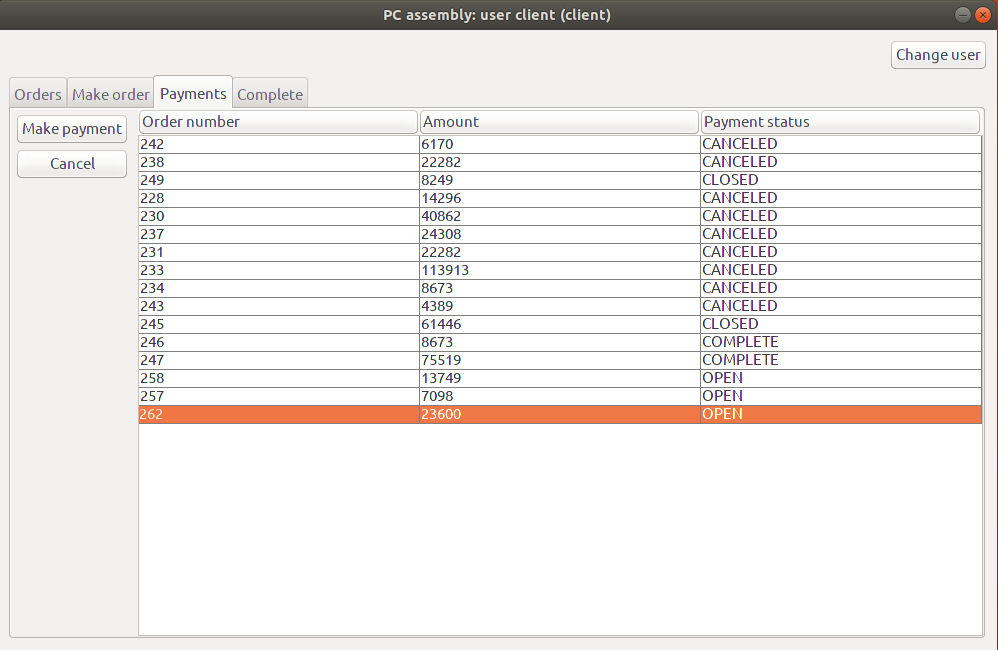 PC assembly: user client (client)
Change user
Orders Make order Payments Complete
Make payment
Cancel
Order number Amount Payment status
242 6170 CANCELED
238 22282 CANCELED
249 8249 CLOSED
228 14296 CANCELED
230 40862 CANCELED
237 24308 CANCELED
231 22282 CANCELED
233 113913 CANCELED
234 8673 CANCELED
243 4389 CANCELED
245 61446 CLOSED
246 8673 COMPLETE
247 75519 COMPLETE
258 13749 OPEN
257 7098 OPEN
262 23600 OPEN